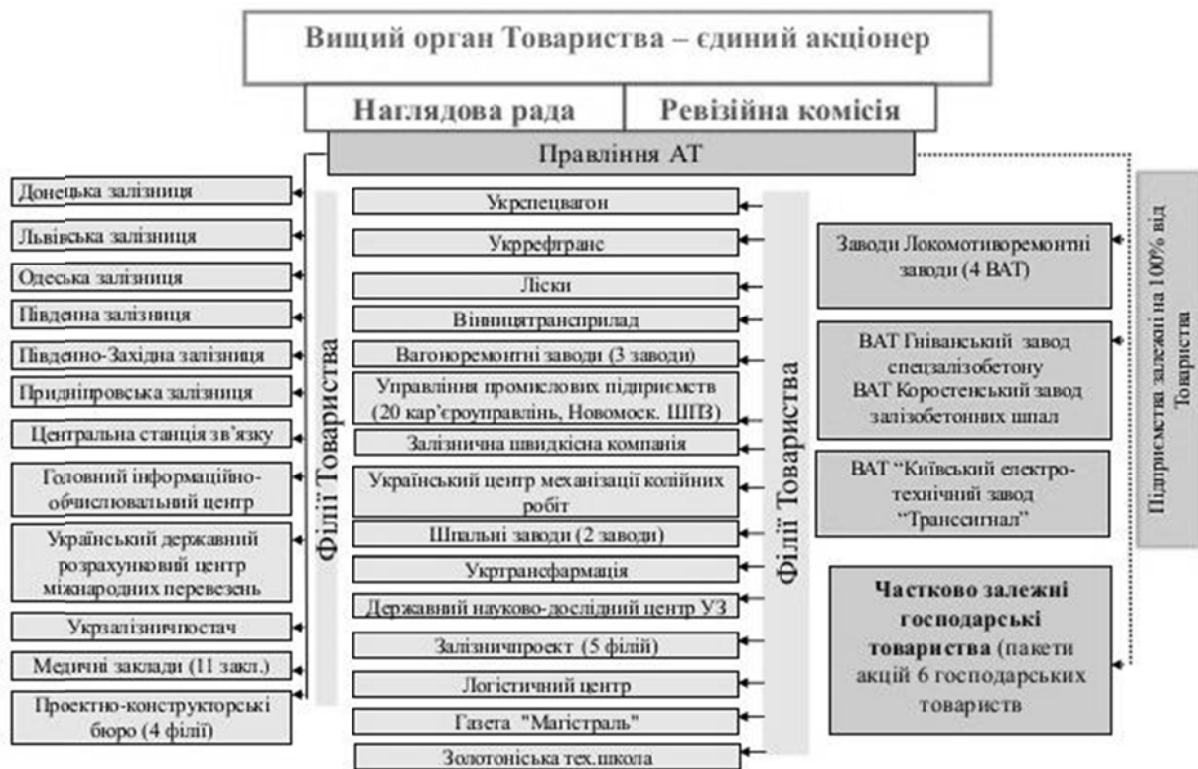 Вищий орган Товариства – єдиний акціонер
Наглядова рада
Ревізійна комісія
Правління АТ
Донецька залізниця
Львівська залізниця
Одеська залізниця
Південна залізниця
Південно-Західна залізниця
Придніпровська залізниця
Центральна станція зв’язку
Головний інформаційно-
обчислювальний центр
Український державний
розрахунковий центр
міжнародних перевезень
Укрзалізничпостач
Медичні заклади (11 закл.)
Проектно-конструкторські
бюро (4 філії)
Філії Товариства
Укрспецвагон
Укррефтранс
Ліски
Вінницятрансприлад
Вагоноремонтні заводи (3 заводи)
Управління промислових підприємств
(20 кар’єроуправлінь, Новомоск. ШПЗ)
Залізнична швидкісна компанія
Український центр механізації колійних
робіт
Шпальні заводи (2 заводи)
Укртрансфармація
Державний науково-дослідний центр УЗ
Залізничпроект (5 філій)
Логістичний центр
Газета "Магістраль"
Золотоніська тех.школа
Філії Товариства
Заводи Локомотиворемонтні
заводи (4 ВАТ)
ВАТ Гніванський завод
спецзалізобетону
ВАТ Коростенський завод
залізобетонних шпал
ВАТ “Київський електро-
технічний завод
“Транссигнал”
Частково залежні
господарські
товариства (пакети
акцій 6 господарських
товариств
Підприємства залежні на 100% від
Товариства